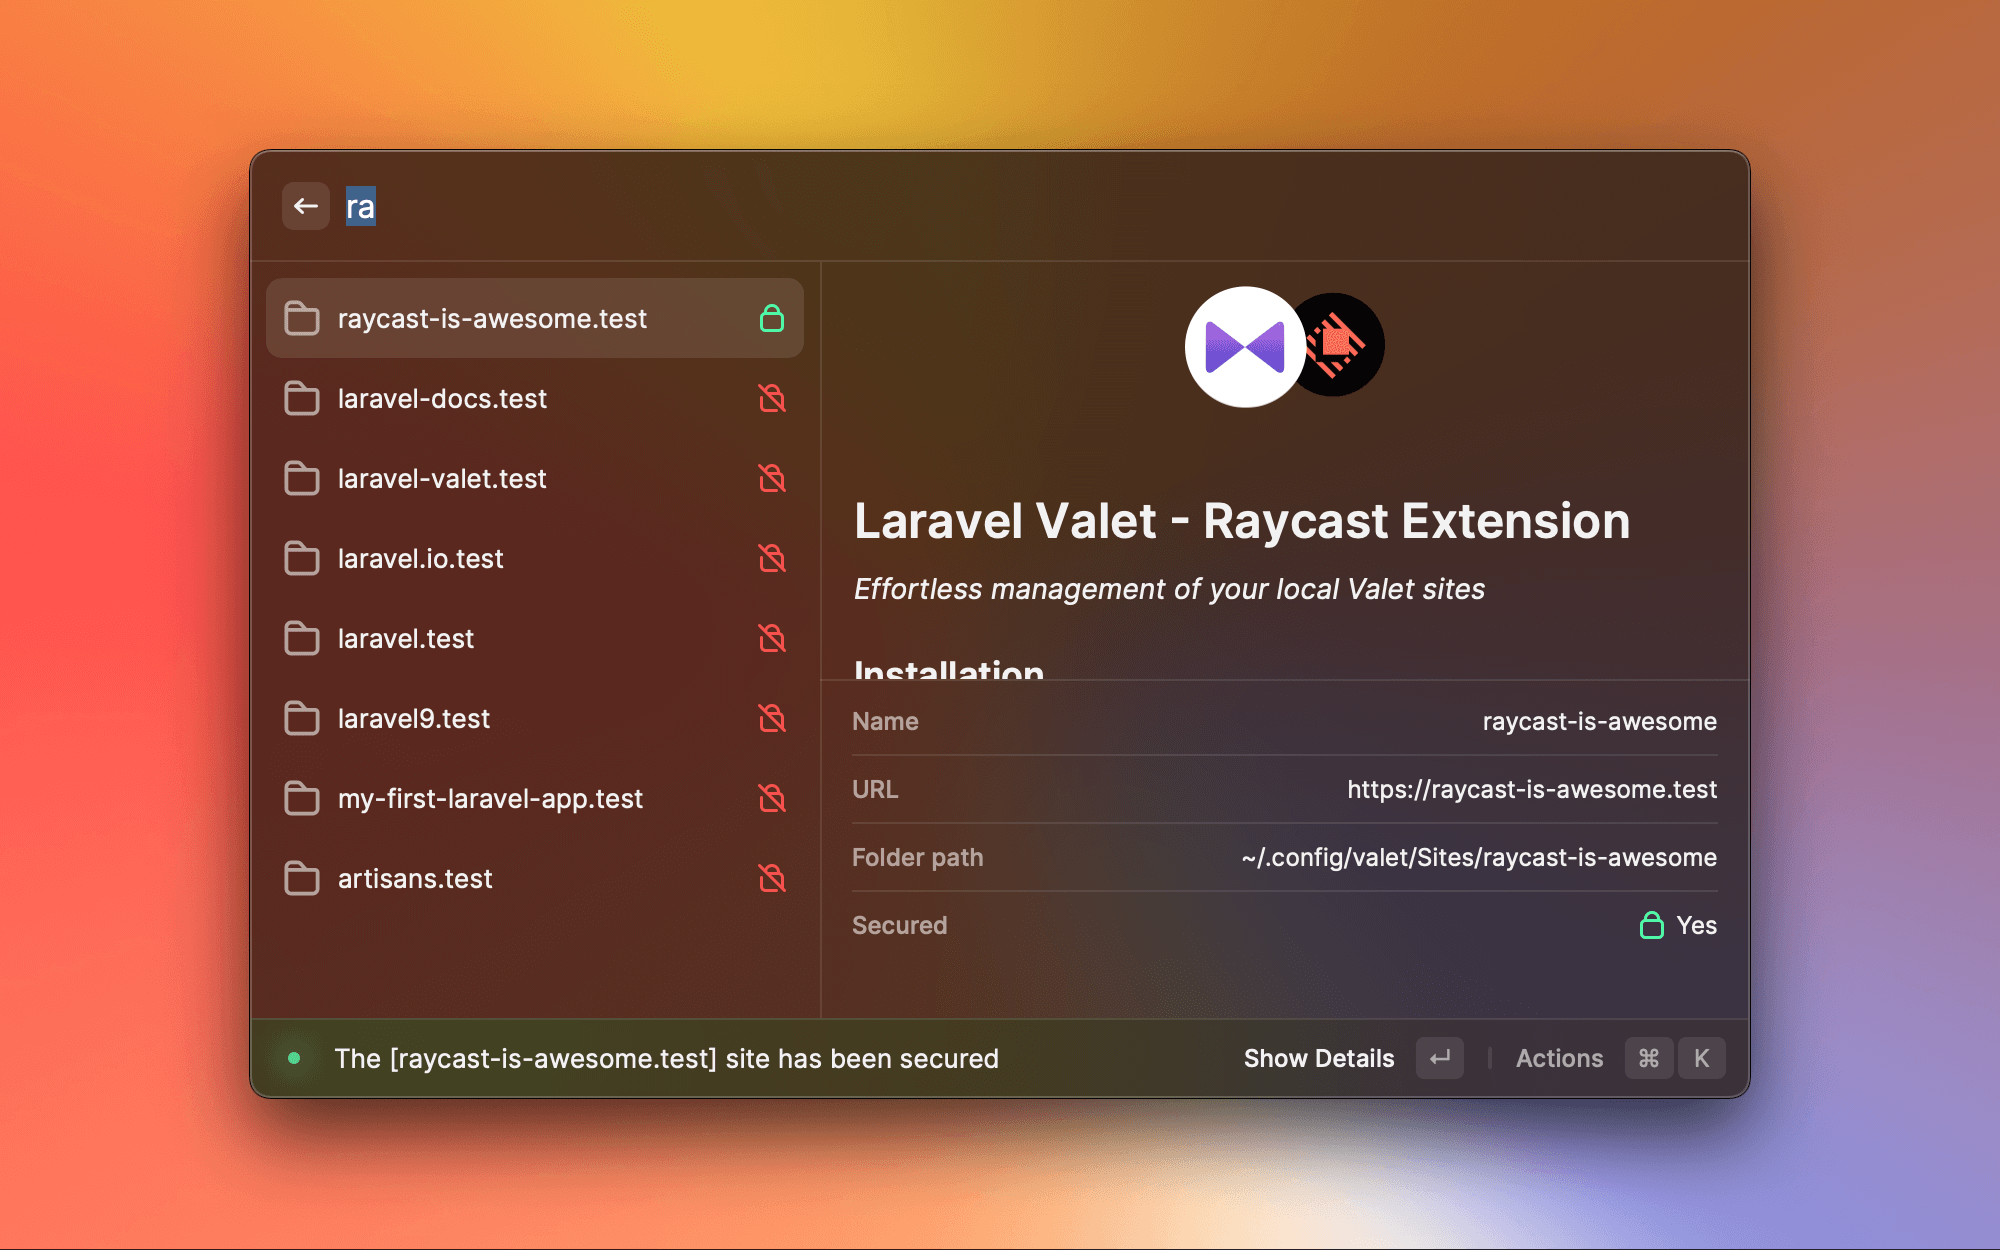 ra
raycast-is-awesome.test
laravel-docs.test
laravel-valet.test
laravel.io.test
laravel.test
laravel9.test
my-first-laravel-app.test
artisans.test
Laravel Valet - Raycast Extension
Effortless management of your local Valet sites
Installation
Name raycast-is-awesome
URL https://raycast-is-awesome.test
Folder path ~/.config/valet/Sites/raycast-is-awesome
Secured Yes
The [raycast-is-awesome.test] site has been secured
Show Details ↵ | Actions ⌘ K